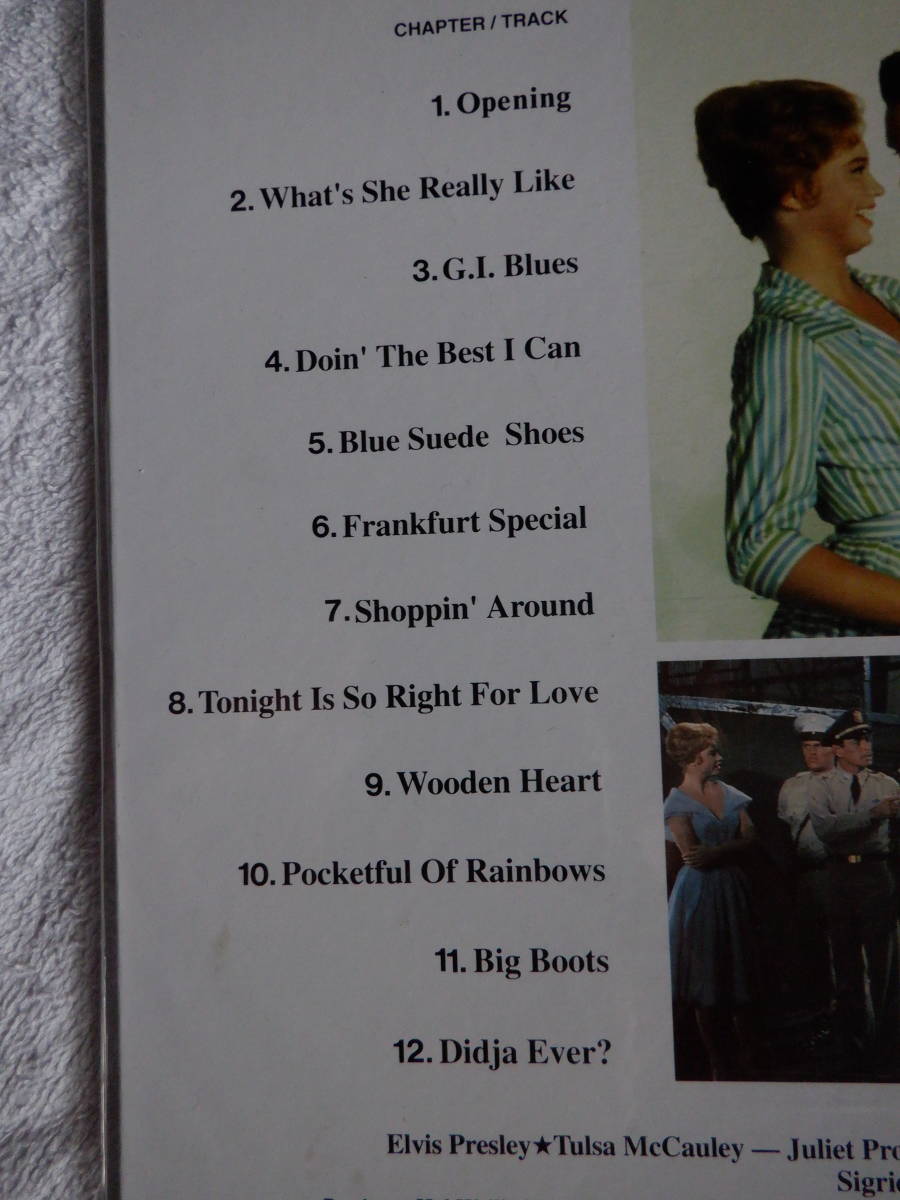 CHAPTER / TRACK
1. Opening
2. What's She Really Like
3. G.I. Blues
4. Doin' The Best I Can
5. Blue Suede Shoes
6. Frankfurt Special
7. Shoppin' Around
8. Tonight Is So Right For Love
9. Wooden Heart
10. Pocketful Of Rainbows
11. Big Boots
12. Didja Ever?
Elvis Presley★Tulsa McCauley — Juliet